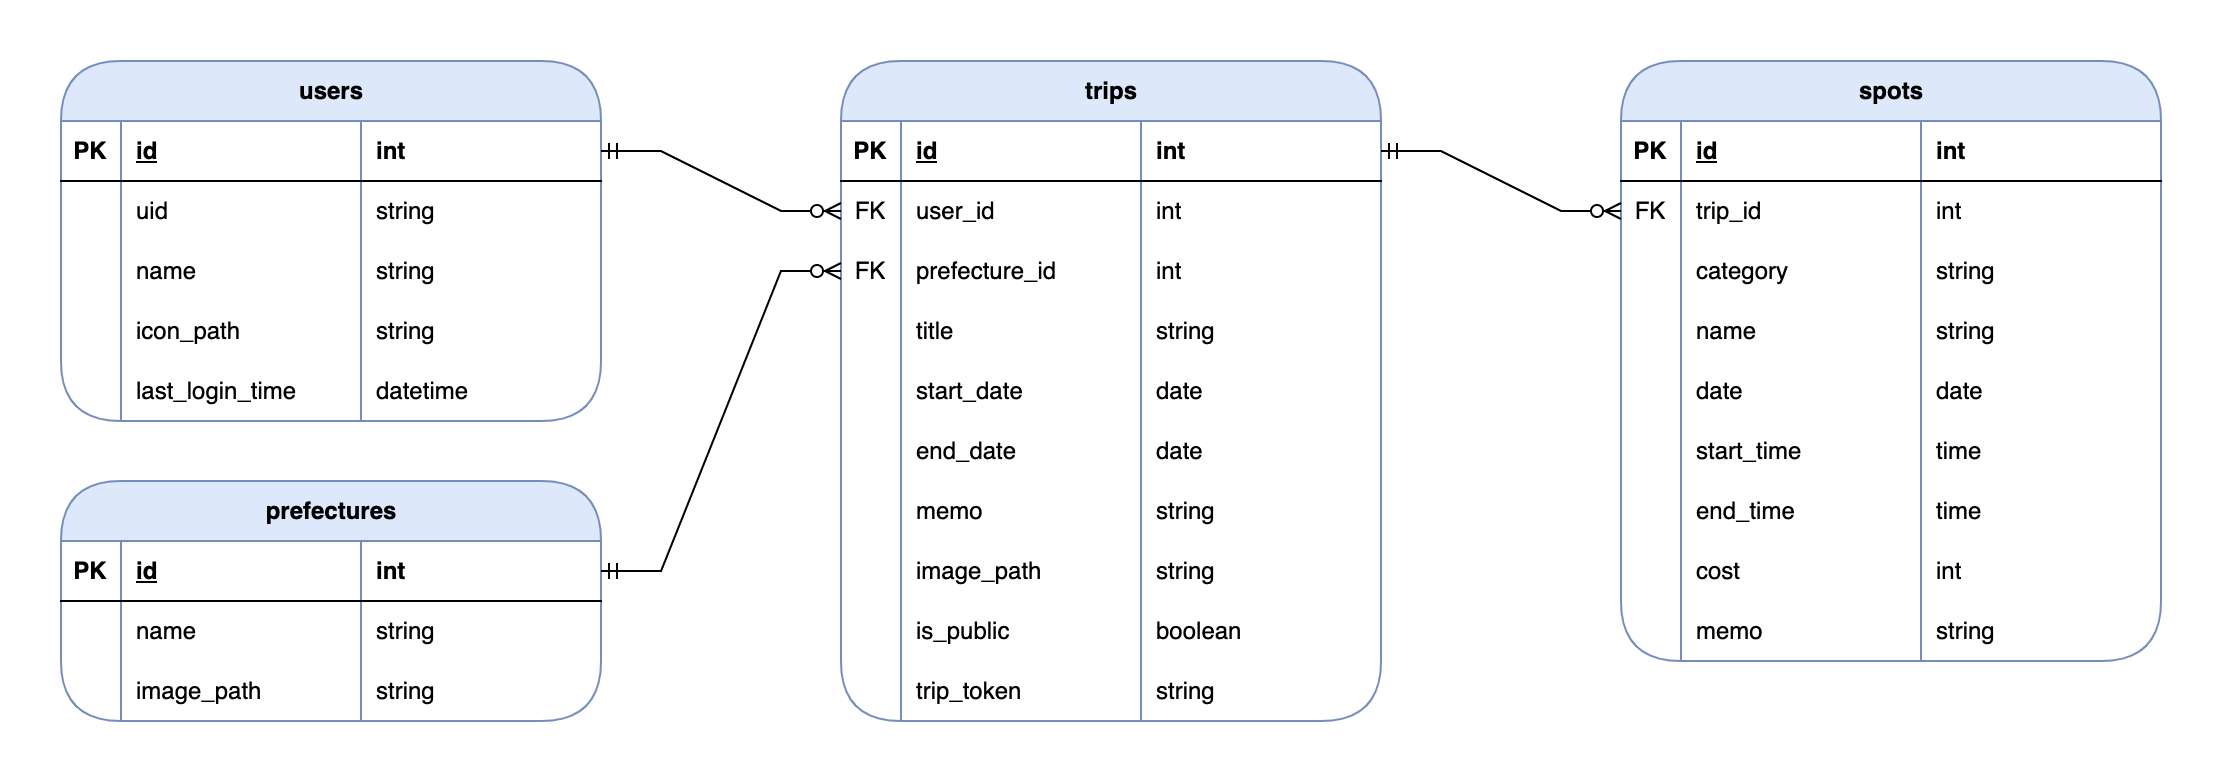 users
PK id int
uid string
name string
icon_path string
last_login_time datetime
prefectures
PK id int
name string
image_path string
trips
PK id int
FK user_id int
FK prefecture_id int
title string
start_date date
end_date date
memo string
image_path string
is_public boolean
trip_token string
spots
PK id int
FK trip_id int
category string
name string
date date
start_time time
end_time time
cost int
memo string